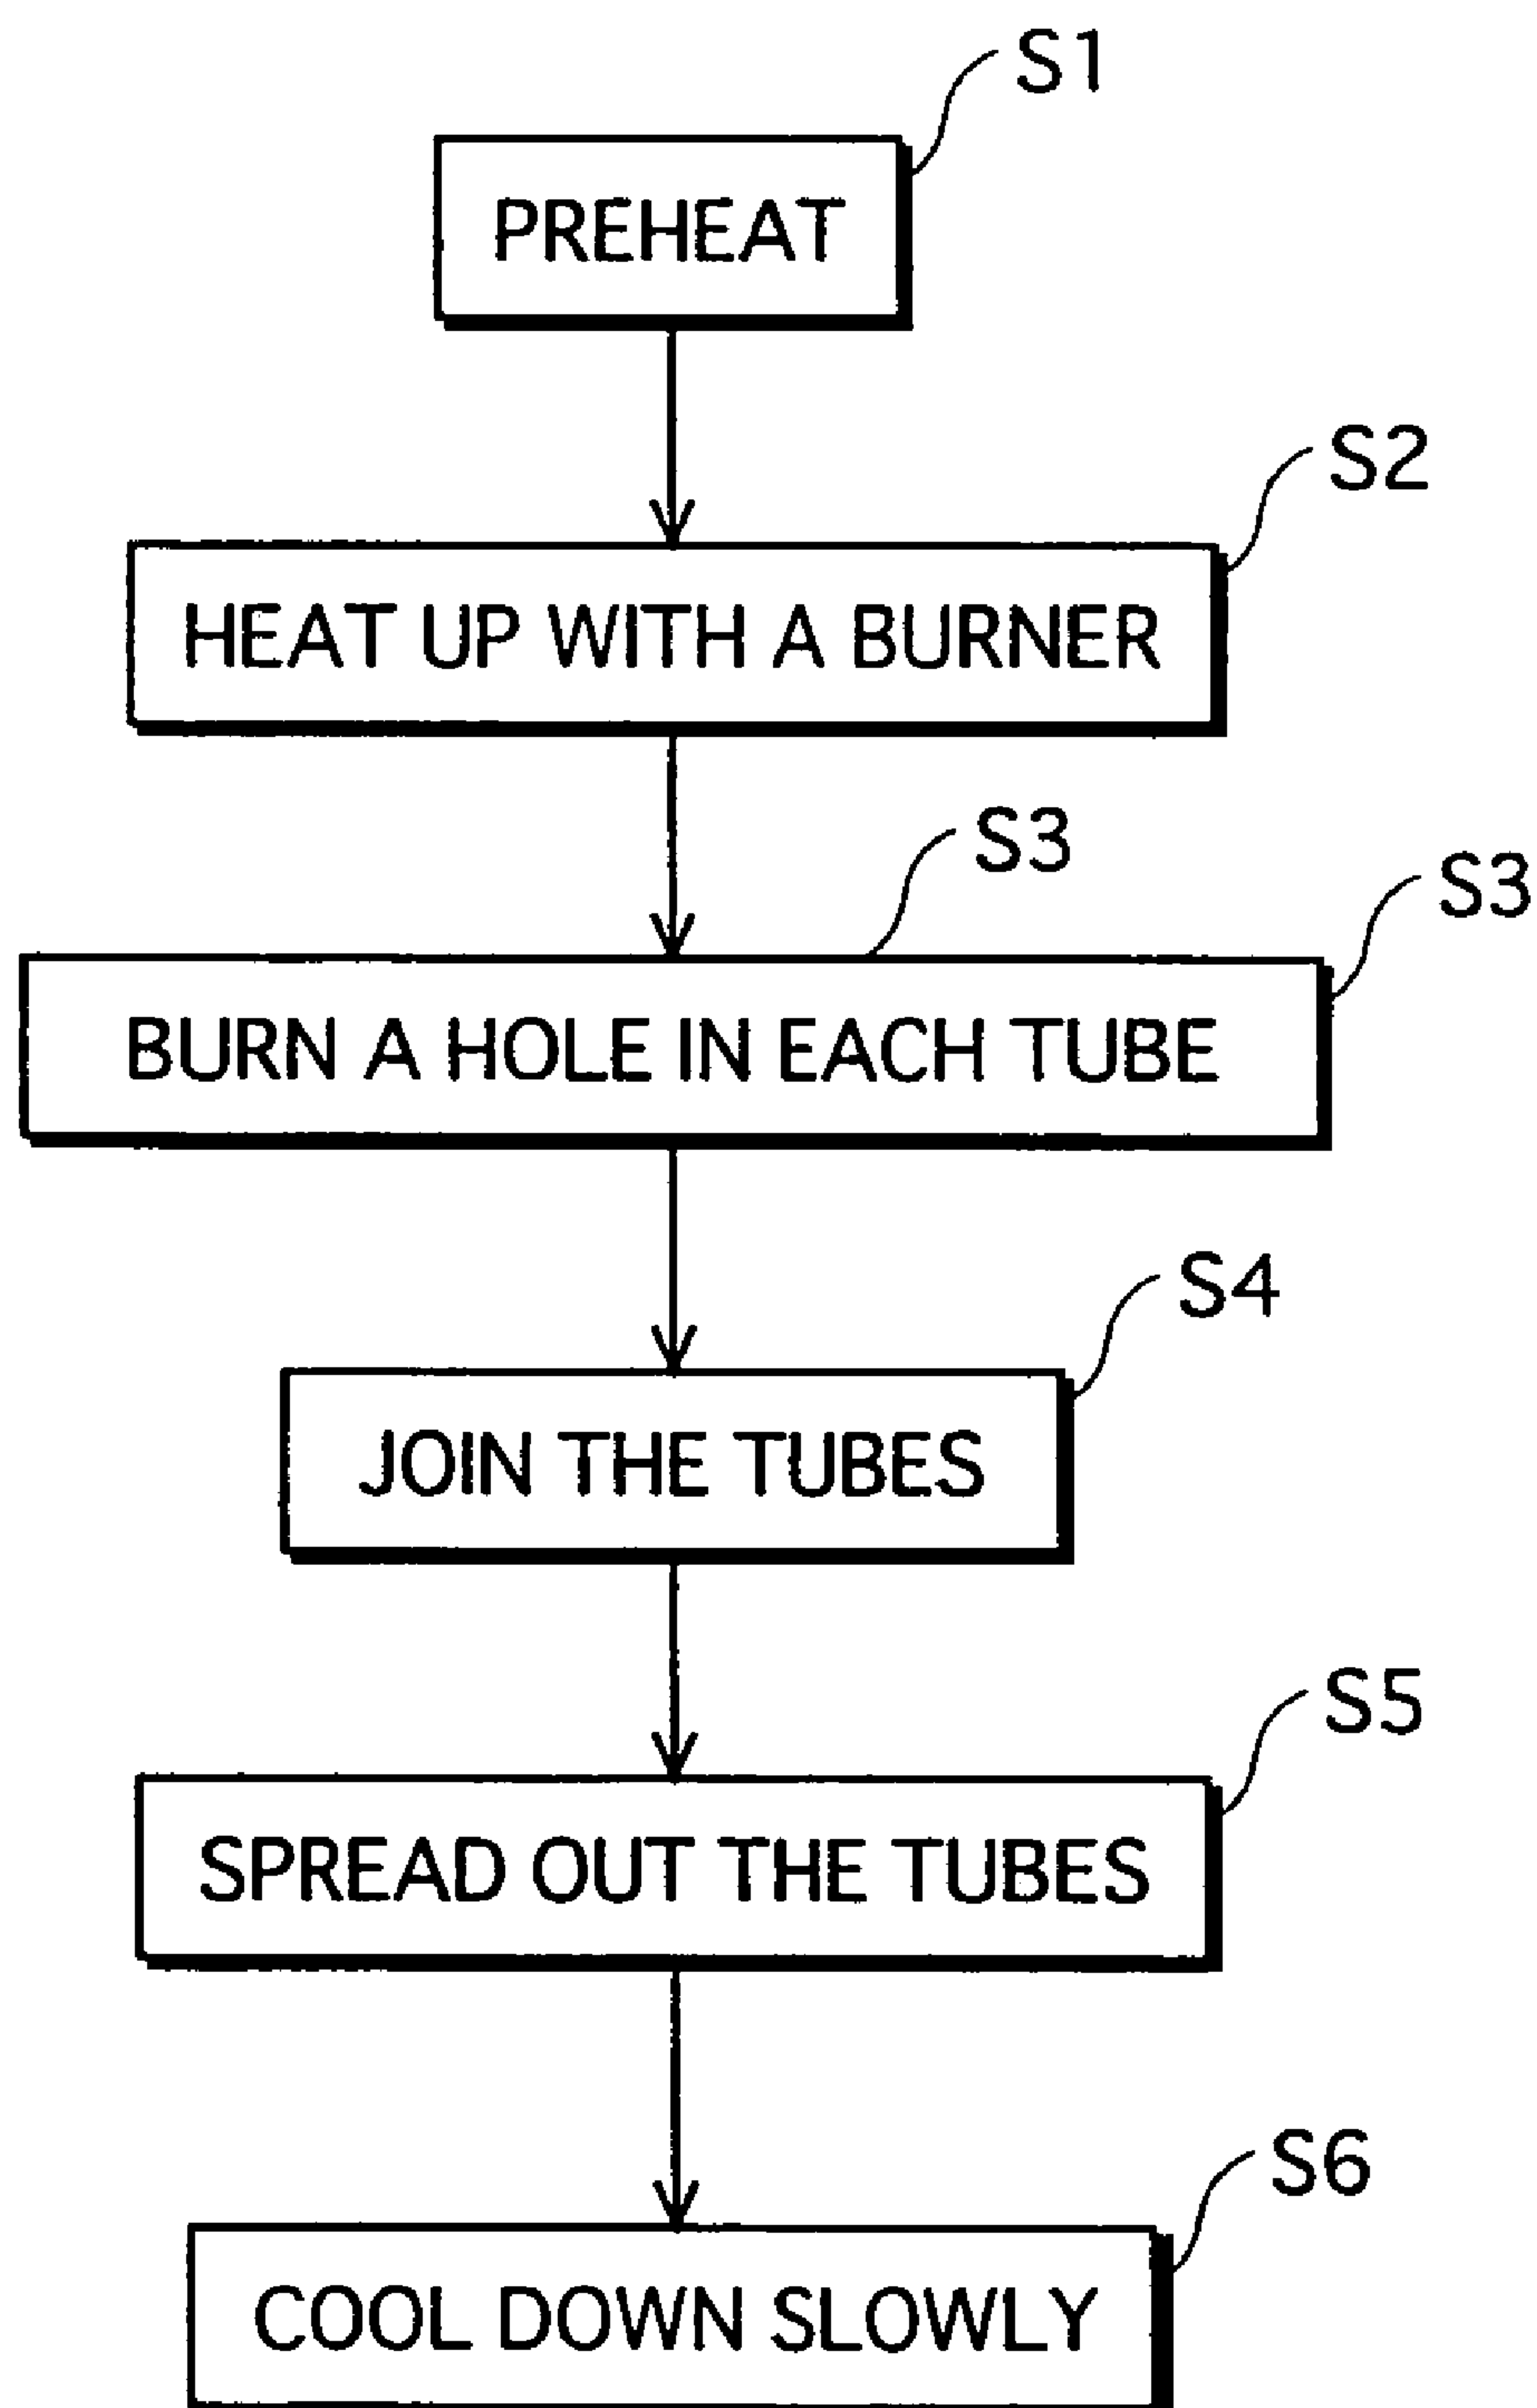 S1
PREHEAT
S2
HEAT UP WITH A BURNER
S3
S3
BURN A HOLE IN EACH TUBE
S4
JOIN THE TUBES
S5
SPREAD OUT THE TUBES
S6
COOL DOWN SLOWLY